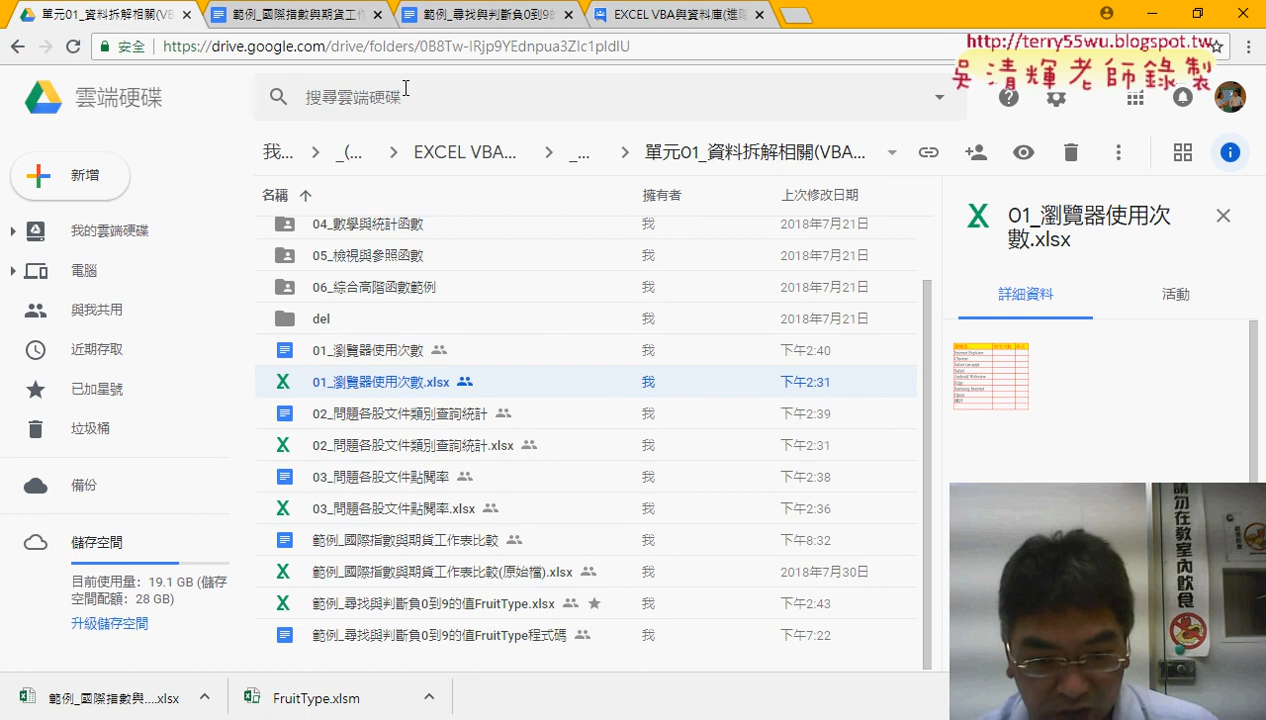 單元01_資料拆解相關(V
範例_國際指數與期貨工作
範例_尋找與判斷負0到9
EXCEL VBA與資料庫(進階
安全
https://drive.google.com/drive/folders/0B8Tw-IRjp9YEdnpua3ZIc1pIdIU
http://terry55wu.blogspot.tw
吳清輝老師錄製
雲端硬碟
搜尋雲端硬碟
新增
我... > _(... > EXCEL VBA... > _... > 單元01_資料拆解相關(VBA...
名稱
擁有者
上次修改日期
04_數學與統計函數 我 2018年7月21日
05_檢視與參照函數 我 2018年7月21日
06_綜合高階函數範例 我 2018年7月21日
del 我 2018年7月21日
01_瀏覽器使用次數 我 下午2:40
01_瀏覽器使用次數.xlsx 我 下午2:31
02_問題各股文件類別查詢統計 我 下午2:39
02_問題各股文件類別查詢統計.xlsx 我 下午2:31
03_問題各股文件點閱率 我 下午2:38
03_問題各股文件點閱率.xlsx 我 下午2:36
範例_國際指數與期貨工作表比較 我 下午8:32
範例_國際指數與期貨工作表比較(原始檔).xlsx 我 2018年7月30日
範例_尋找與判斷負0到9的值FruitType.xlsx 我 下午2:43
範例_尋找與判斷負0到9的值FruitType程式碼 我 下午7:22
我的雲端硬碟
電腦
與我共用
近期存取
已加星號
垃圾桶
備份
儲存空間
目前使用量：19.1 GB (儲存
空間配額：28 GB)
升級儲存空間
01_瀏覽器使用次
數.xlsx
詳細資料
活動
請勿在教室內飲食
範例_國際指數與....xlsx
FruitType.xlsm